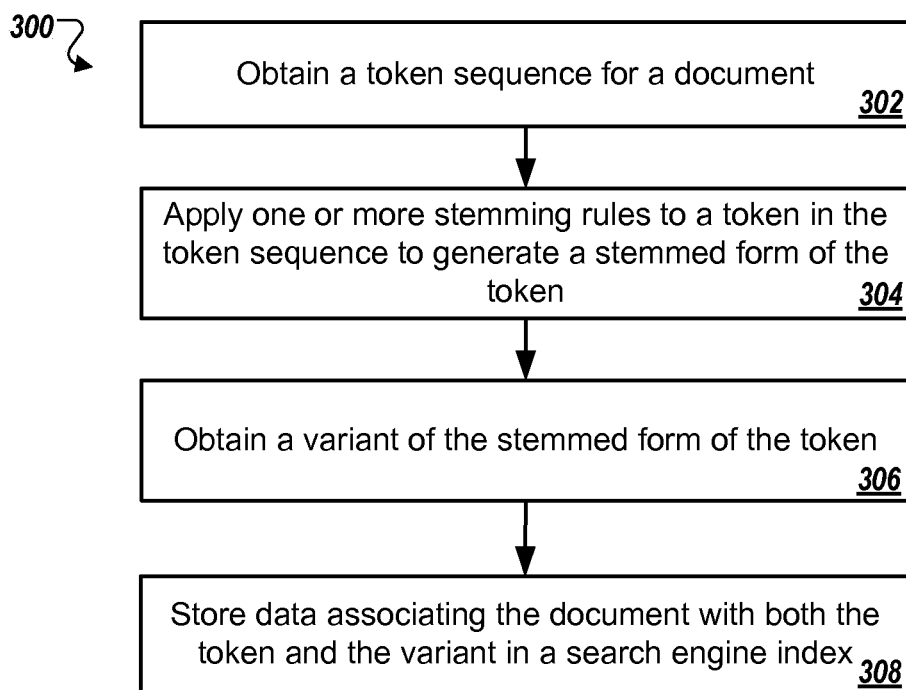 300
Obtain a token sequence for a document
302
Apply one or more stemming rules to a token in the
token sequence to generate a stemmed form of the
token
304
Obtain a variant of the stemmed form of the token
306
Store data associating the document with both the
token and the variant in a search engine index
308